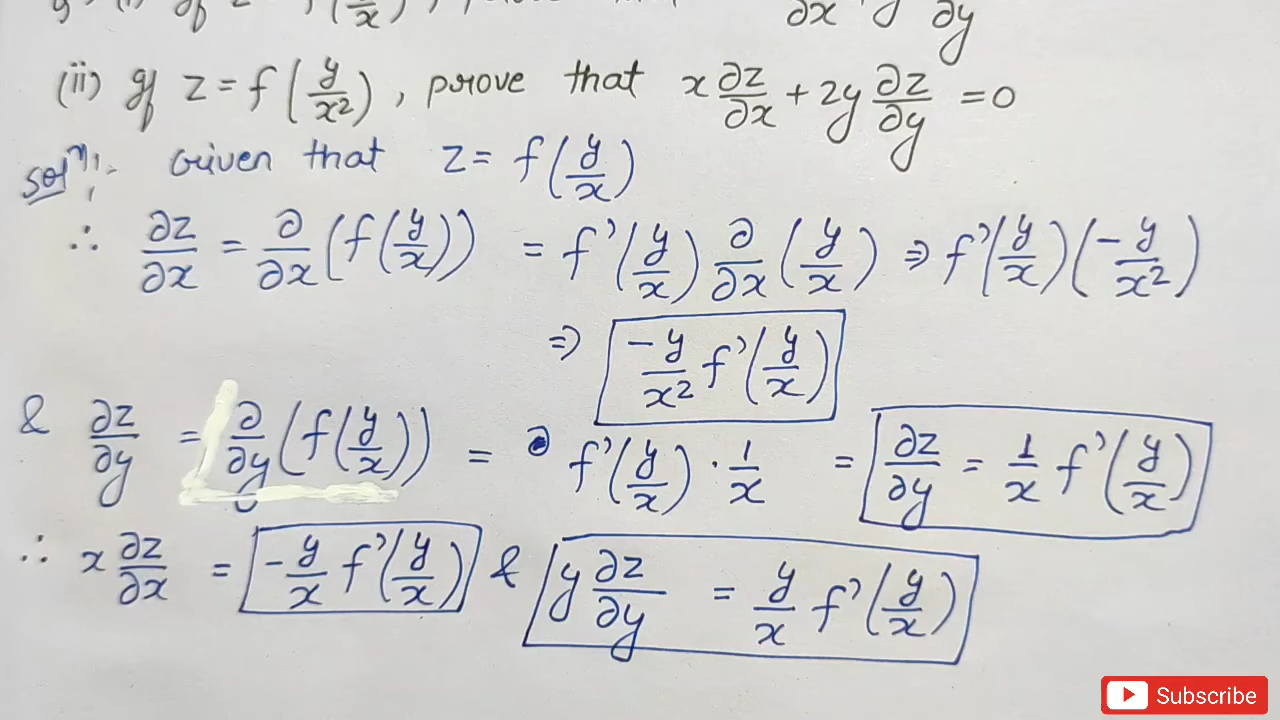 ∂x y ∂y
(ii) If z = f(y/x²), prove that x ∂z/∂x + 2y ∂z/∂y = 0
Solⁿ:- Given that z = f(y/x)
∴ ∂z/∂x = ∂/∂x (f(y/x)) = f'(y/x) ∂/∂x (y/x) ⇒ f'(y/x)(-y/x²)
⇒ -y/x² f'(y/x)
& ∂z/∂y = ∂/∂y (f(y/x)) = f'(y/x) · 1/x = ∂z/∂y = 1/x f'(y/x)
∴ x ∂z/∂x = -y/x f'(y/x) & y ∂z/∂y = y/x f'(y/x)
Subscribe